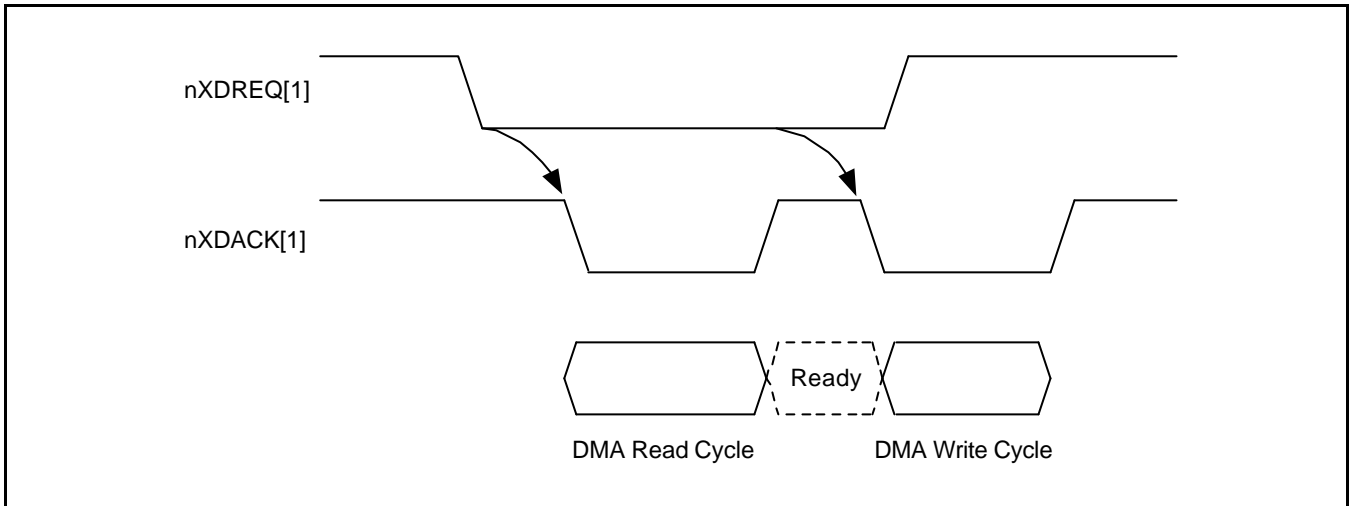 nXDREQ[1]
nXDACK[1]
Ready
DMA Read Cycle
DMA Write Cycle